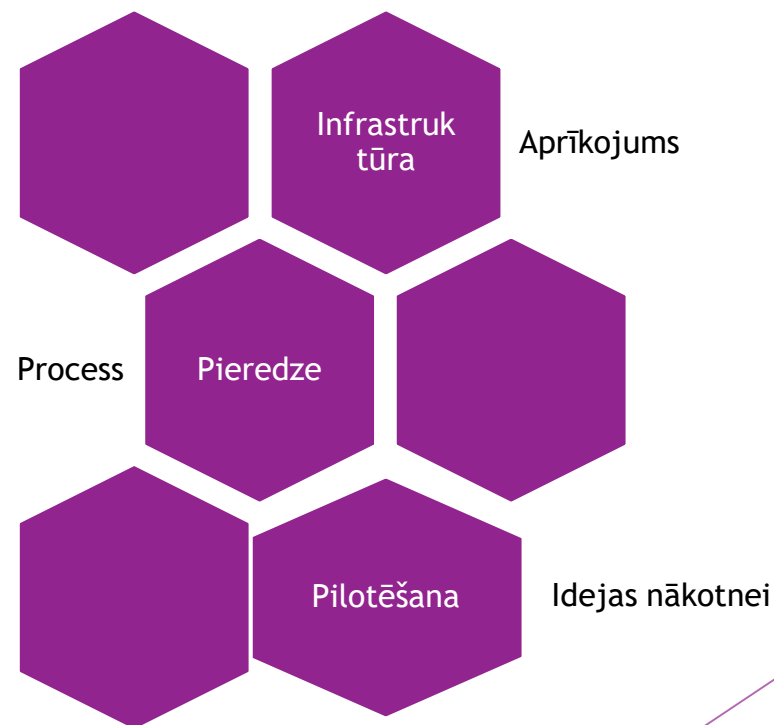 Infrastruk
tūra
Aprīkojums
Process
Pieredze
Pilotēšana
Idejas nākotnei